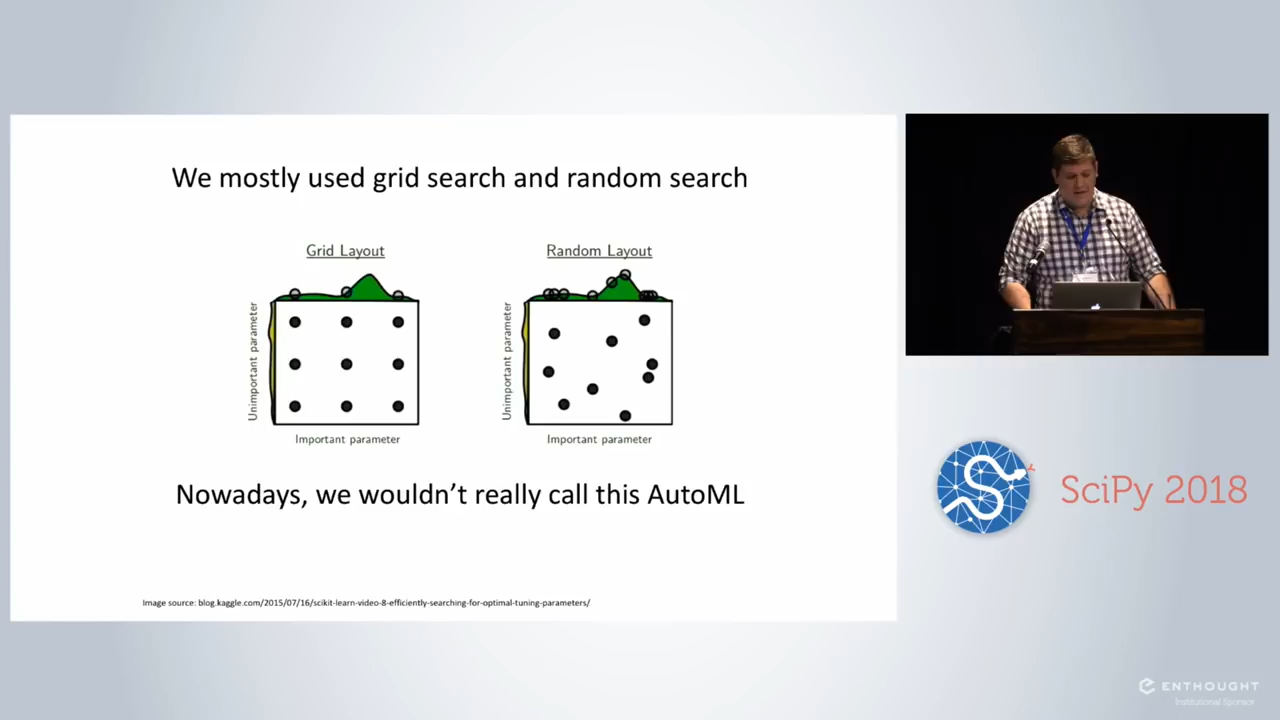 We mostly used grid search and random search
Grid Layout
Random Layout
Unimportant parameter
Important parameter
Unimportant parameter
Important parameter
Nowadays, we wouldn't really call this AutoML
Image source: blog.kaggle.com/2015/07/16/scikit-learn-video-8-efficiently-searching-for-optimal-tuning-parameters/
SciPy 2018
ENTHOUGHT
Institutional Sponsor